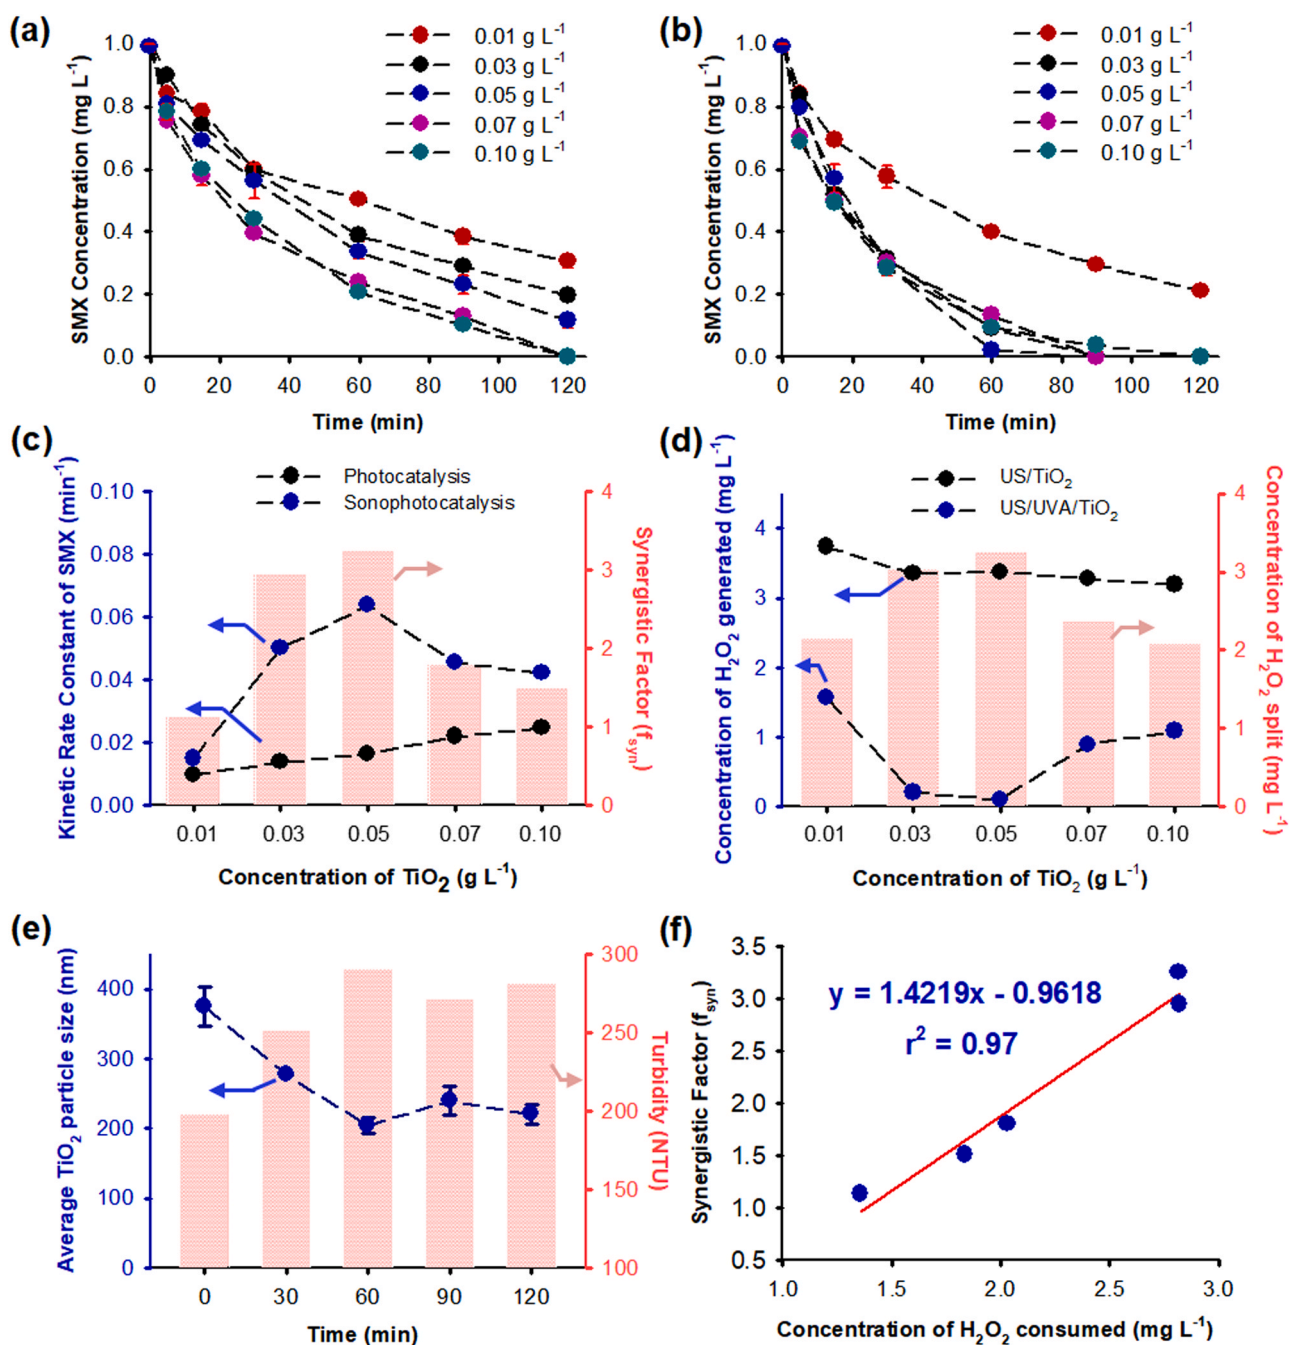 (a)
1.0
0.8
0.6
0.4
0.2
0.0
SMX Concentration (mg L⁻¹)
0.01 g L⁻¹
0.03 g L⁻¹
0.05 g L⁻¹
0.07 g L⁻¹
0.10 g L⁻¹
0 20 40 60 80 100 120
Time (min)
(b)
1.0
0.8
0.6
0.4
0.2
0.0
SMX Concentration (mg L⁻¹)
0.01 g L⁻¹
0.03 g L⁻¹
0.05 g L⁻¹
0.07 g L⁻¹
0.10 g L⁻¹
0 20 40 60 80 100 120
Time (min)
(c)
Kinetic Rate Constant of SMX (min⁻¹)
0.10
0.08
0.06
0.04
0.02
0.00
Photocatalysis
Sonophotocatalysis
4
3
2
1
0
Synergistic Factor (f_syn)
0.01 0.03 0.05 0.07 0.10
Concentration of TiO₂ (g L⁻¹)
(d)
Concentration of H₂O₂ generated (mg L⁻¹)
4
3
2
1
0
US/TiO₂
US/UVA/TiO₂
4
3
2
1
0
Concentration of H₂O₂ split (mg L⁻¹)
0.01 0.03 0.05 0.07 0.10
Concentration of TiO₂ (g L⁻¹)
(e)
Average TiO₂ particle size (nm)
400
300
200
100
0
300
250
200
150
100
Turbidity (NTU)
0 30 60 90 120
Time (min)
(f)
Synergistic Factor (f_syn)
3.5
3.0
2.5
2.0
1.5
1.0
0.5
y = 1.4219x - 0.9618
r² = 0.97
1.0 1.5 2.0 2.5 3.0
Concentration of H₂O₂ consumed (mg L⁻¹)